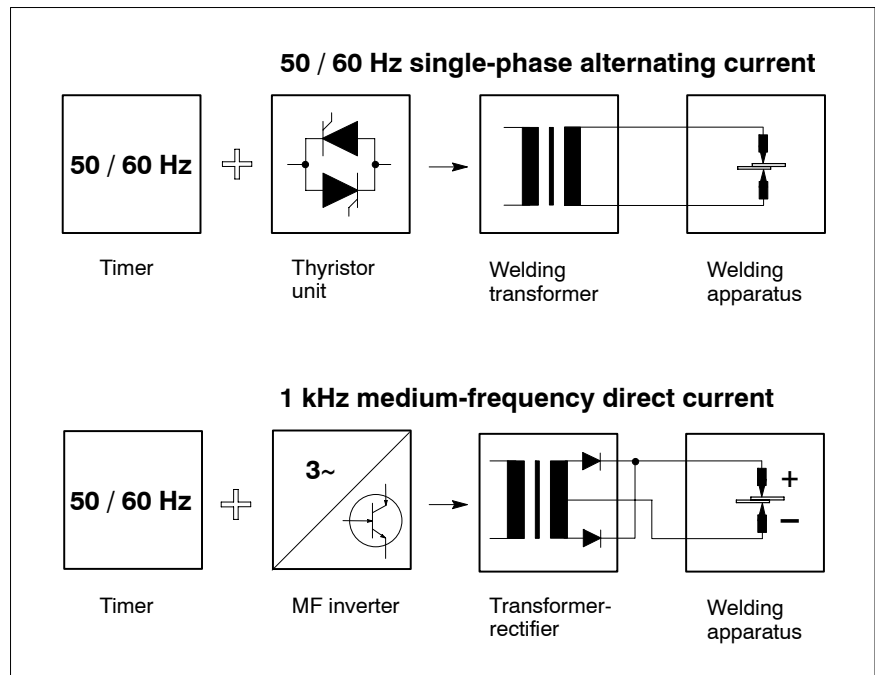 50 / 60 Hz single-phase alternating current
50 / 60 Hz
Timer
Thyristor
unit
Welding
transformer
Welding
apparatus
1 kHz medium-frequency direct current
50 / 60 Hz
3~
+
−
Timer
MF inverter
Transformer-
rectifier
Welding
apparatus